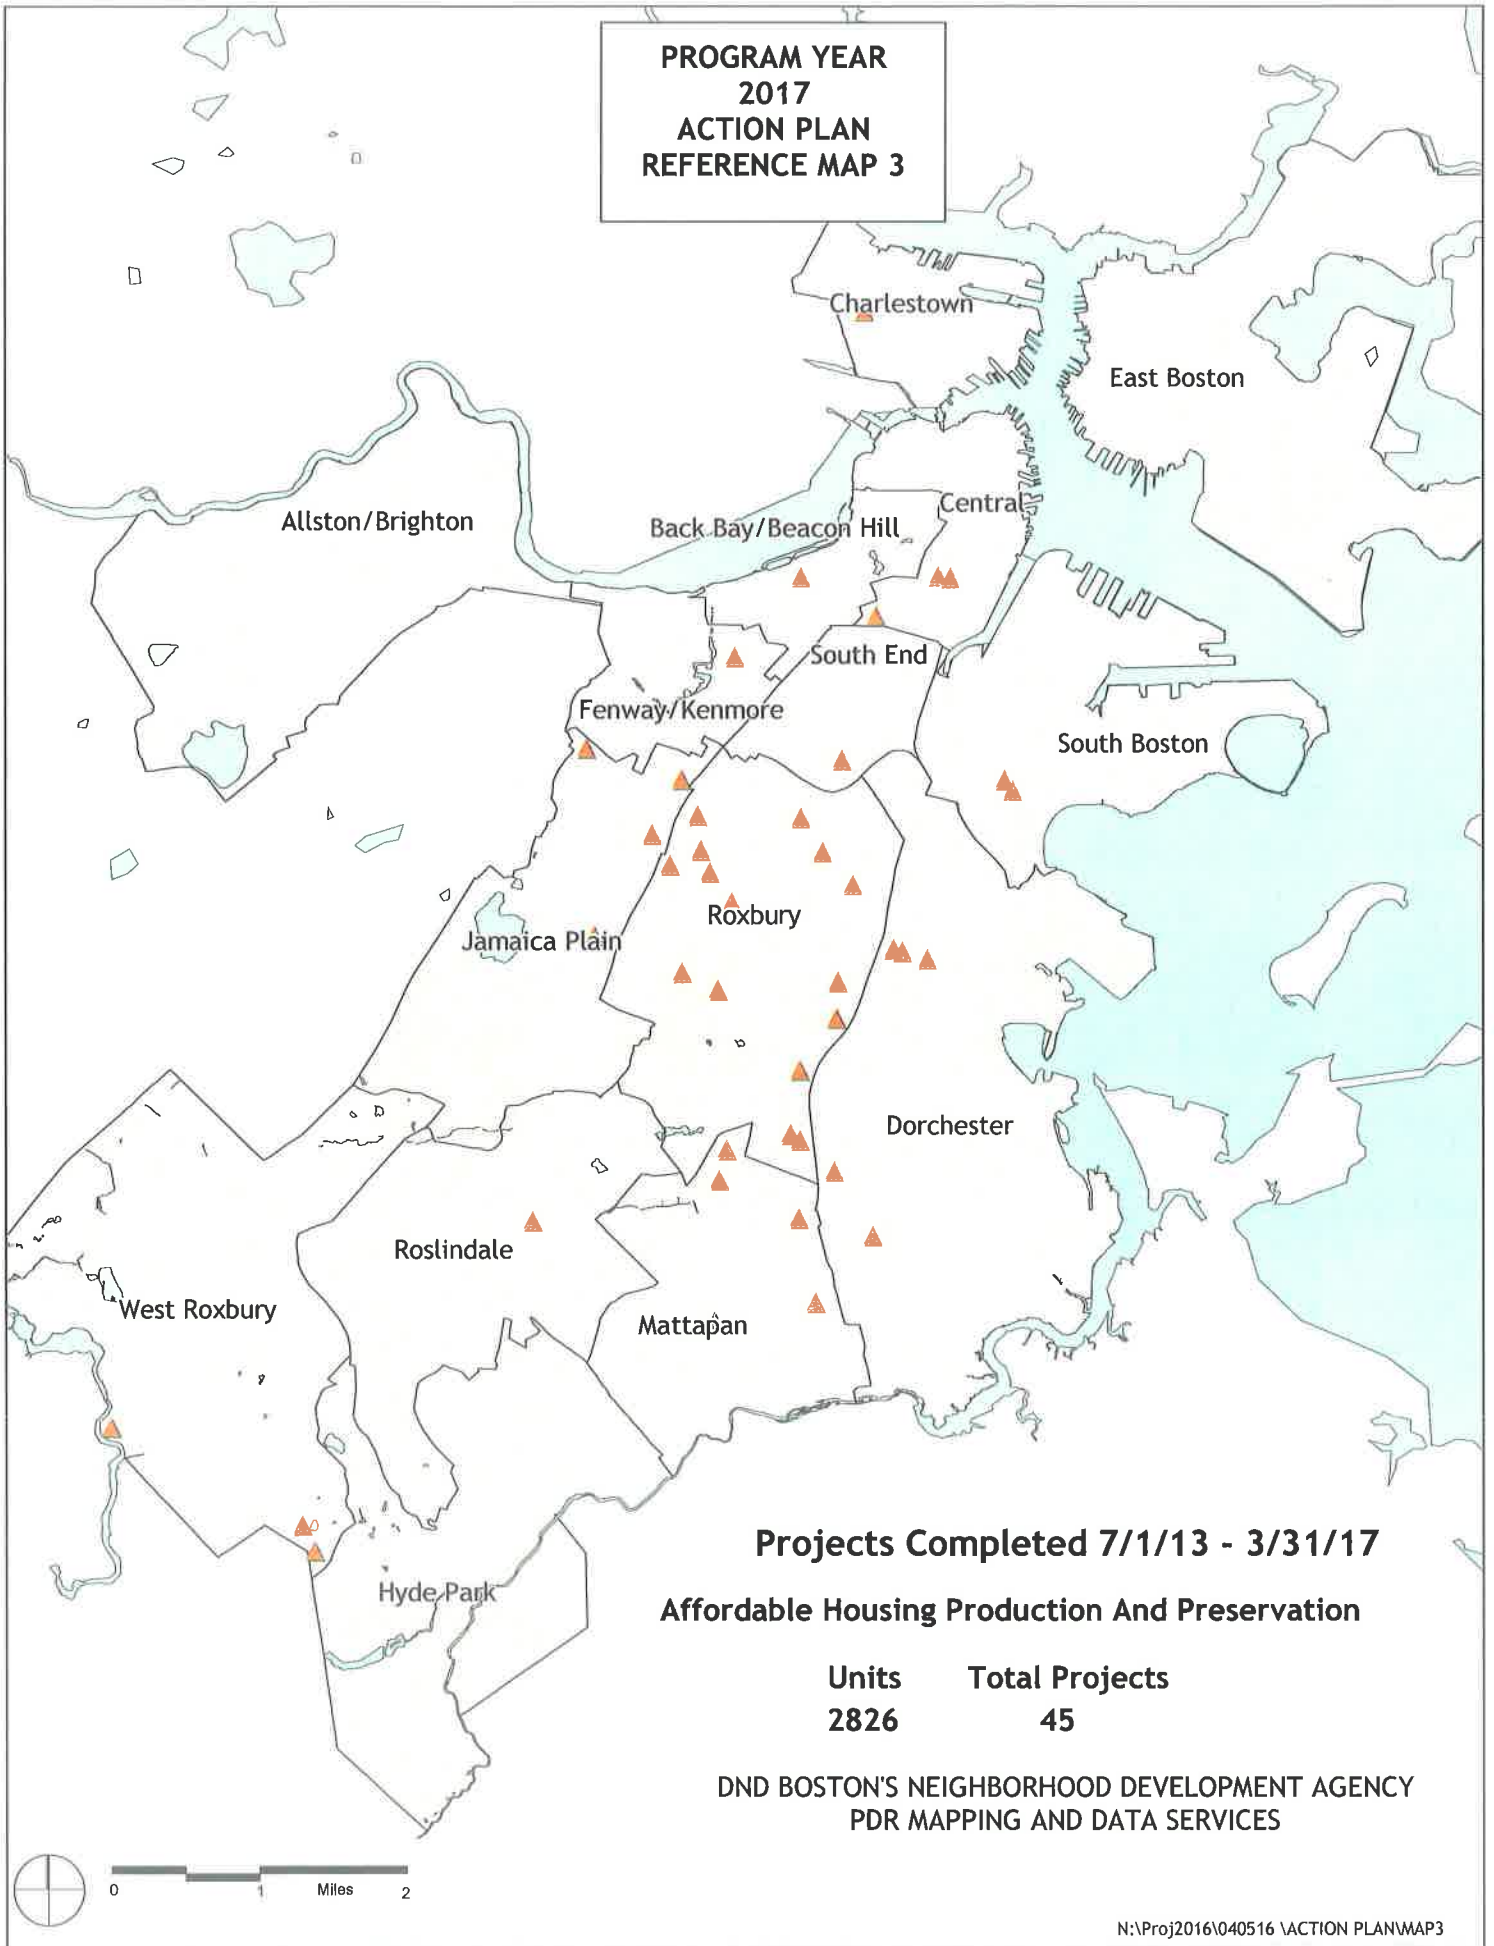 PROGRAM YEAR
2017
ACTION PLAN
REFERENCE MAP 3
Charlestown
East Boston
Central
Allston/Brighton
Back Bay/Beacon Hill
South End
Fenway/Kenmore
South Boston
Roxbury
Jamaica Plain
Dorchester
Roslindale
West Roxbury
Mattapan
Hyde Park
Projects Completed 7/1/13 - 3/31/17
Affordable Housing Production And Preservation
Units Total Projects
2826 45
DND BOSTON'S NEIGHBORHOOD DEVELOPMENT AGENCY
PDR MAPPING AND DATA SERVICES
0 1 Miles 2
N:\Proj2016\040516 \ACTION PLAN\MAP3